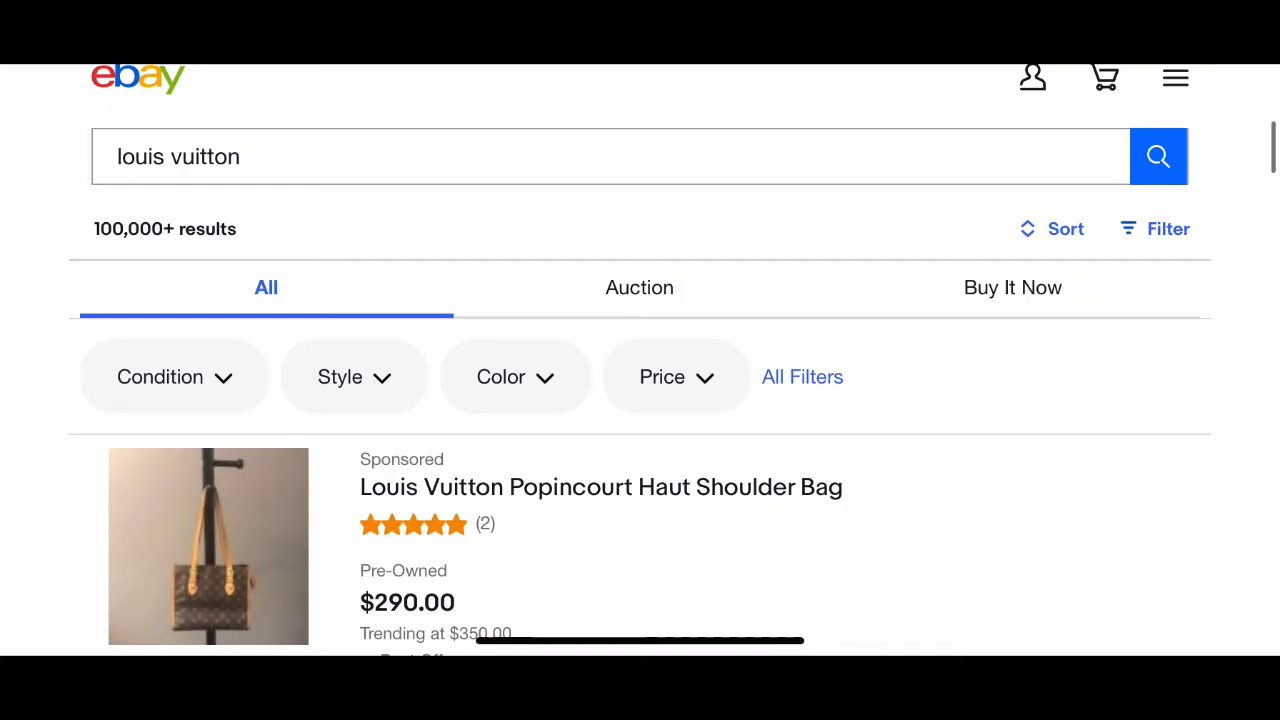 ebay
louis vuitton
100,000+ results
Sort
Filter
All
Auction
Buy It Now
Condition
Style
Color
Price
All Filters
Sponsored
Louis Vuitton Popincourt Haut Shoulder Bag
(2)
Pre-Owned
$290.00
Trending at $350.00